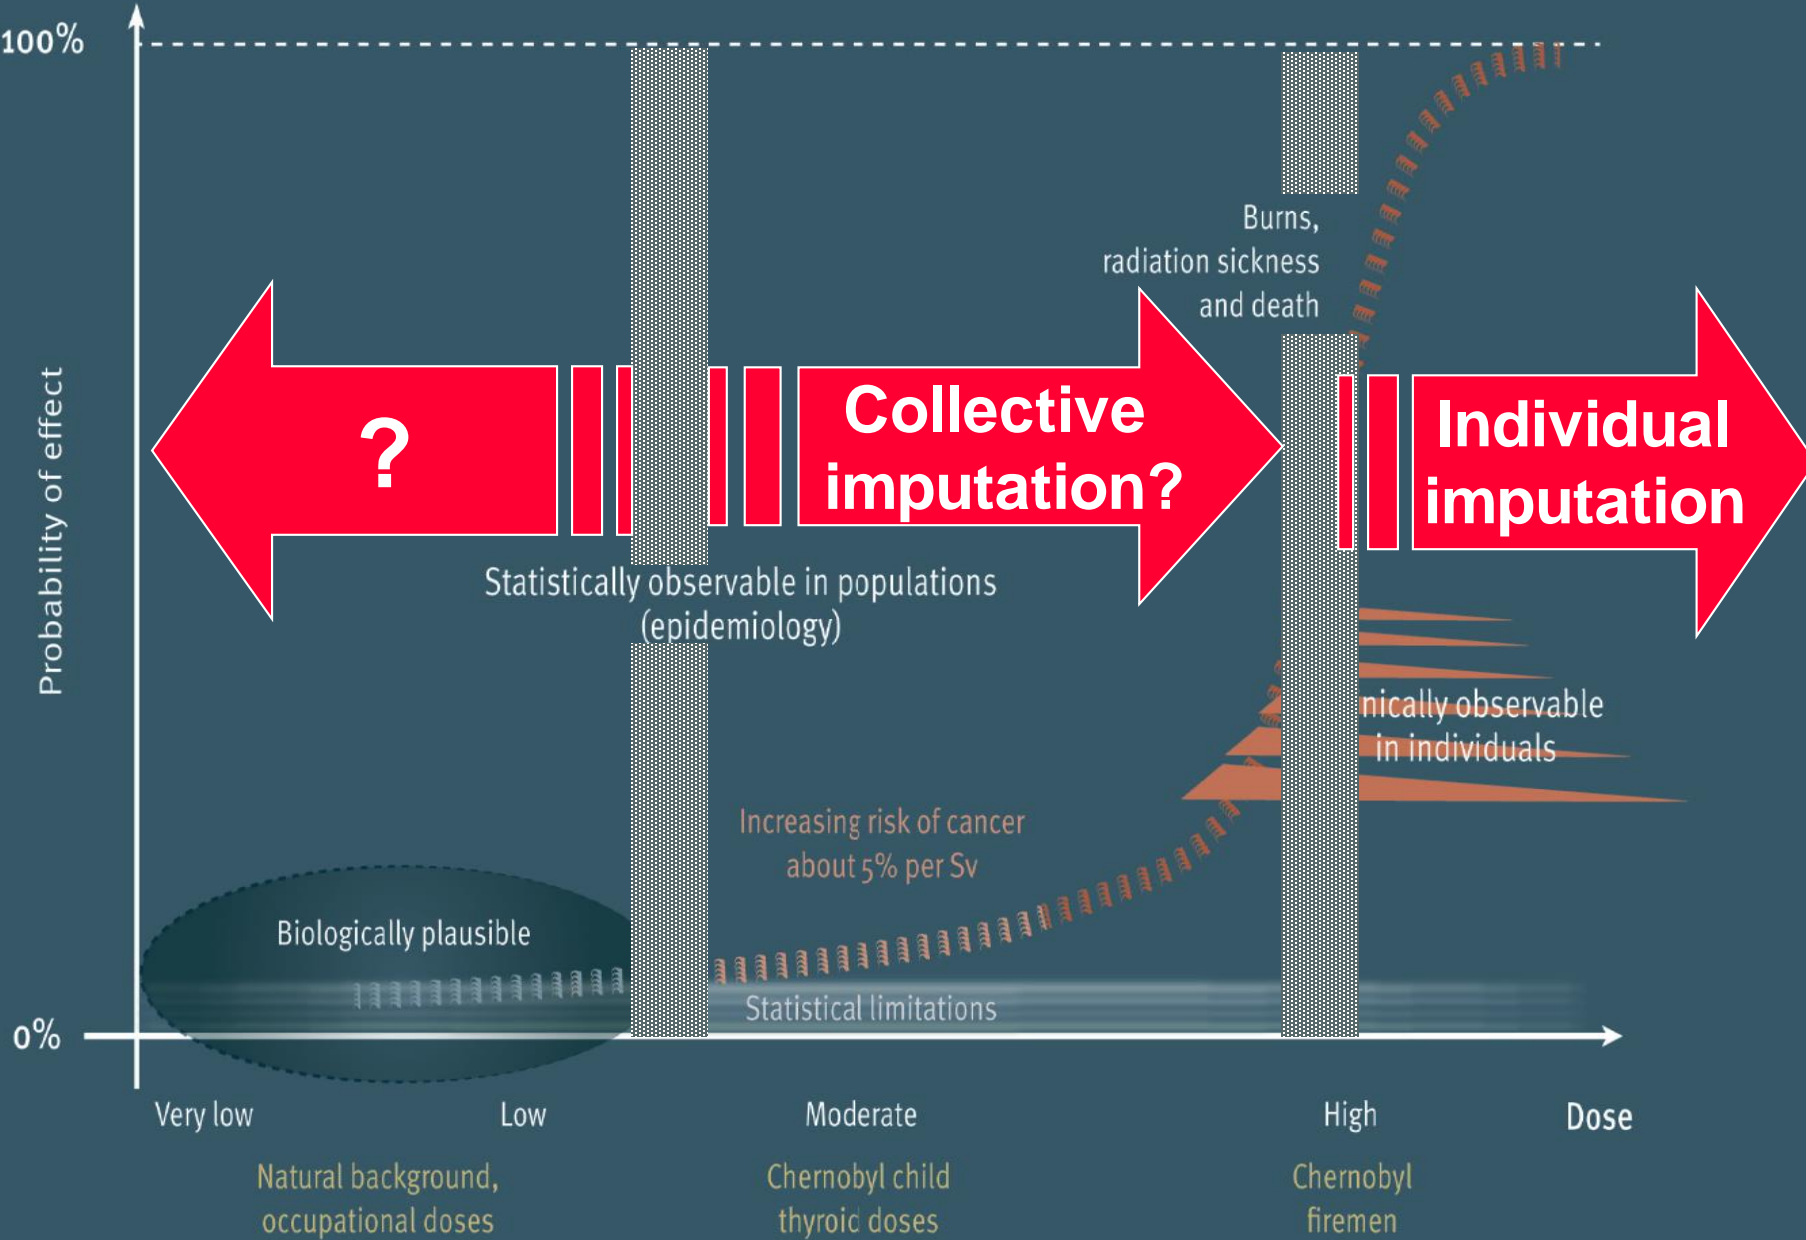 100%
Burns,
radiation sickness
and death
Probability of effect
?
Collective
imputation?
Individual
imputation
Statistically observable in populations
(epidemiology)
nically observable
in individuals
Increasing risk of cancer
about 5% per Sv
Biologically plausible
Statistical limitations
0%
Very low
Low
Moderate
High
Dose
Natural background,
occupational doses
Chernobyl child
thyroid doses
Chernobyl
firemen